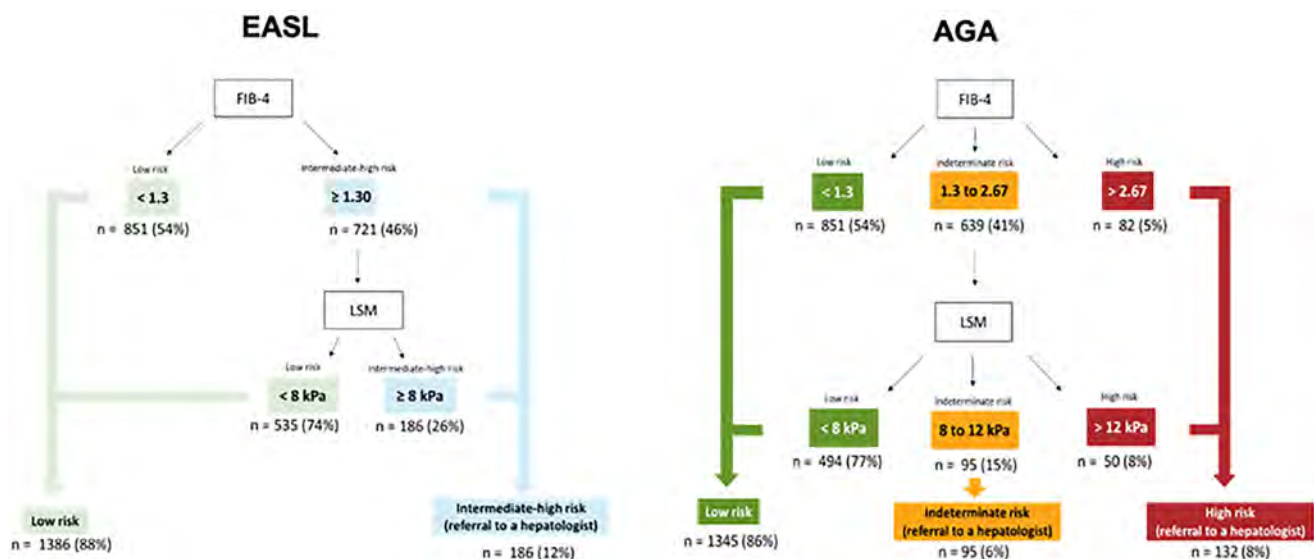 EASL
FIB-4
Low risk
Intermediate-high risk
< 1.3
≥ 1.30
n = 851 (54%)
n = 721 (46%)
LSM
Low risk
Intermediate-high risk
< 8 kPa
≥ 8 kPa
n = 535 (74%)
n = 186 (26%)
Low risk
n = 1386 (88%)
Intermediate-high risk
(referral to a hepatologist)
n = 186 (12%)
AGA
FIB-4
Low risk
Indeterminate risk
High risk
< 1.3
1.3 to 2.67
> 2.67
n = 851 (54%)
n = 639 (41%)
n = 82 (5%)
LSM
Low risk
Indeterminate risk
High risk
< 8 kPa
8 to 12 kPa
> 12 kPa
n = 494 (77%)
n = 95 (15%)
n = 50 (8%)
Low risk
n = 1345 (86%)
Indeterminate risk
(referral to a hepatologist)
n = 95 (6%)
High risk
(referral to a hepatologist)
n = 132 (8%)